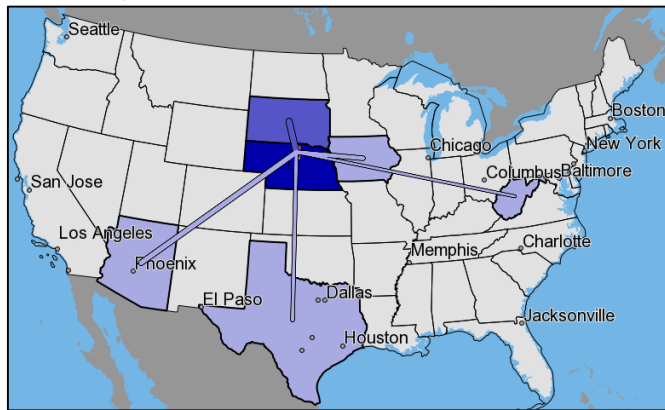 Seattle
Boston
New York
Chicago
Columbus
Baltimore
San Jose
Los Angeles
Phoenix
Memphis
Charlotte
El Paso
Dallas
Jacksonville
Houston